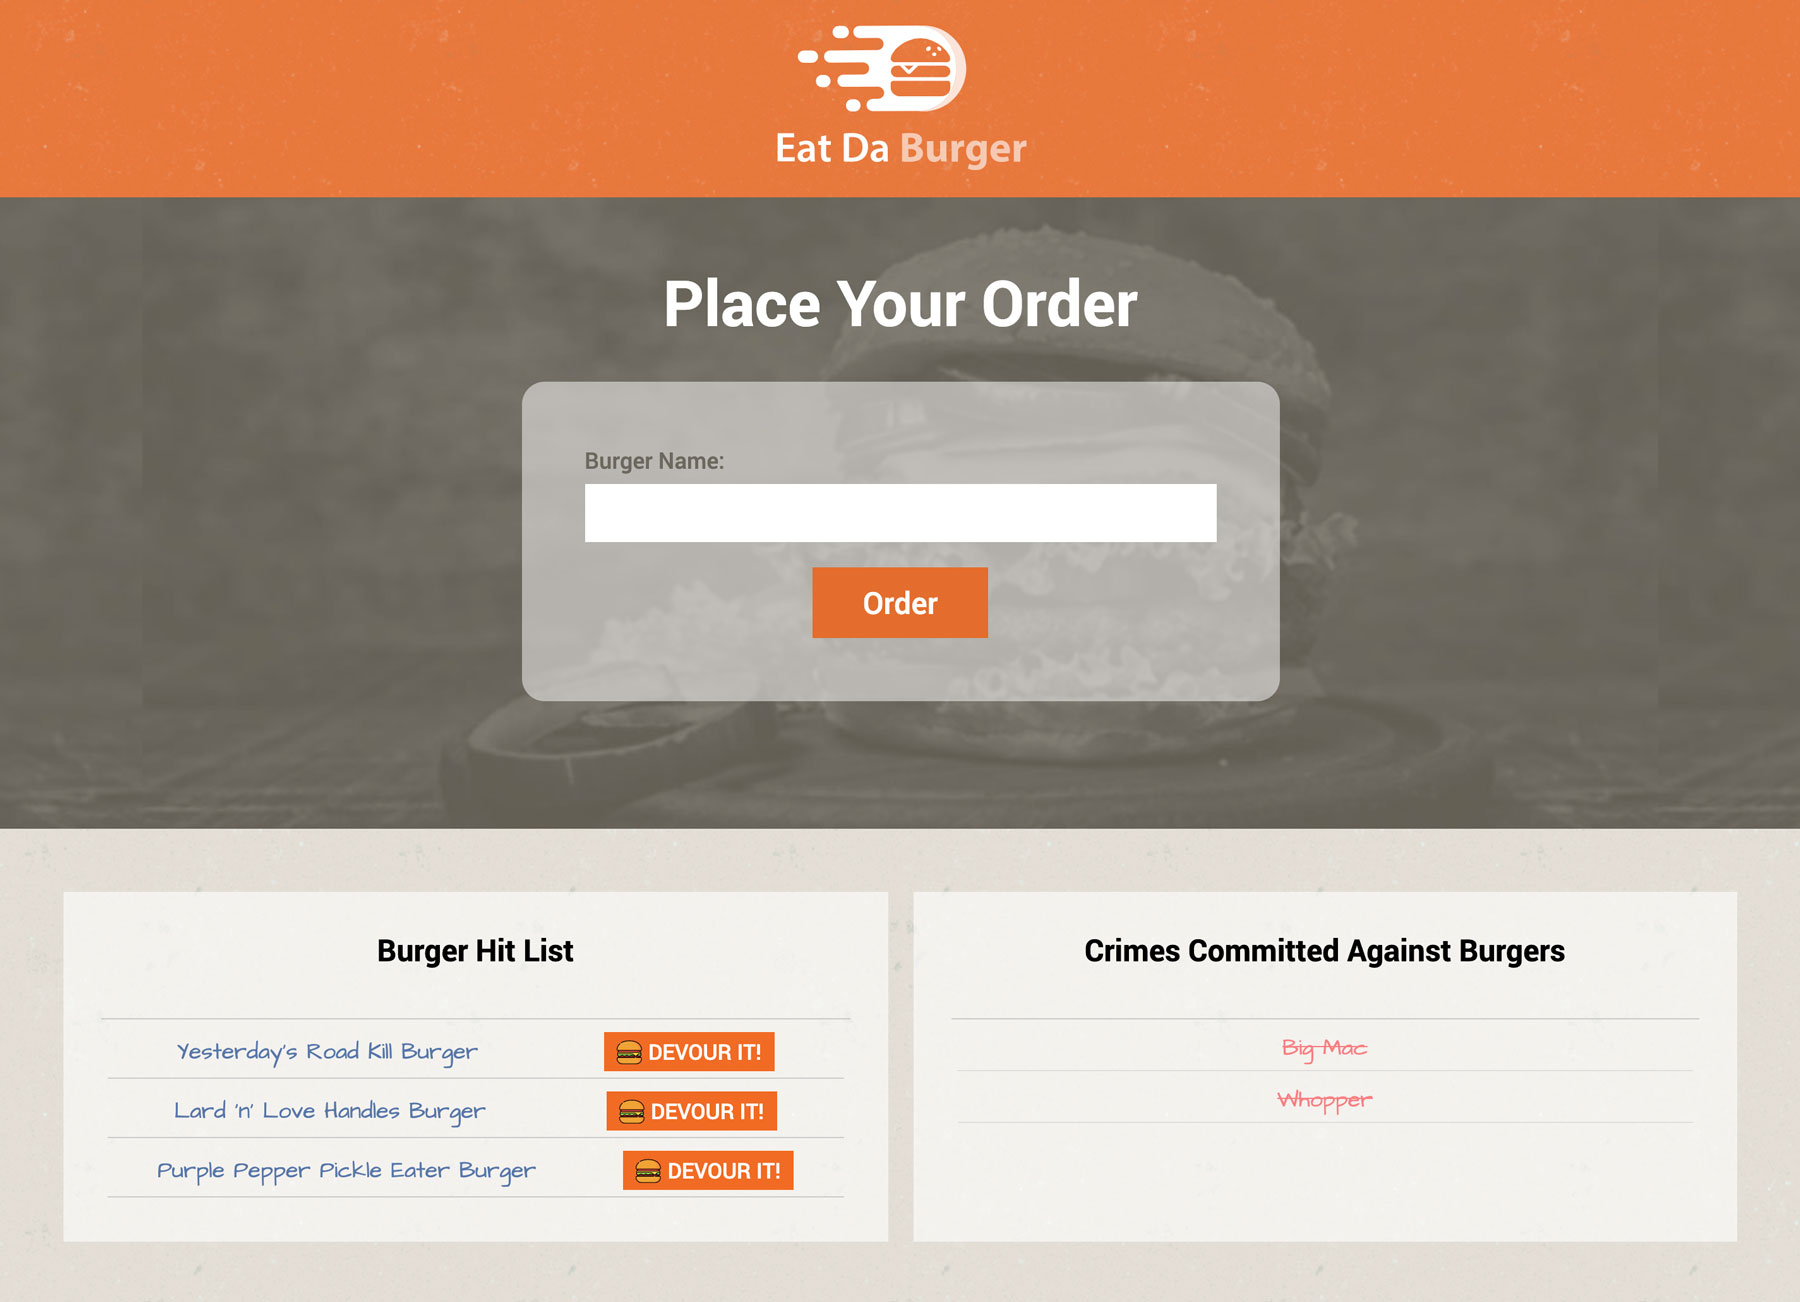 Eat Da Burger
Place Your Order
Burger Name:
Order
Burger Hit List
Yesterday's Road Kill Burger
DEVOUR IT!
Lard 'n' Love Handles Burger
DEVOUR IT!
Purple Pepper Pickle Eater Burger
DEVOUR IT!
Crimes Committed Against Burgers
Big Mac
Whopper